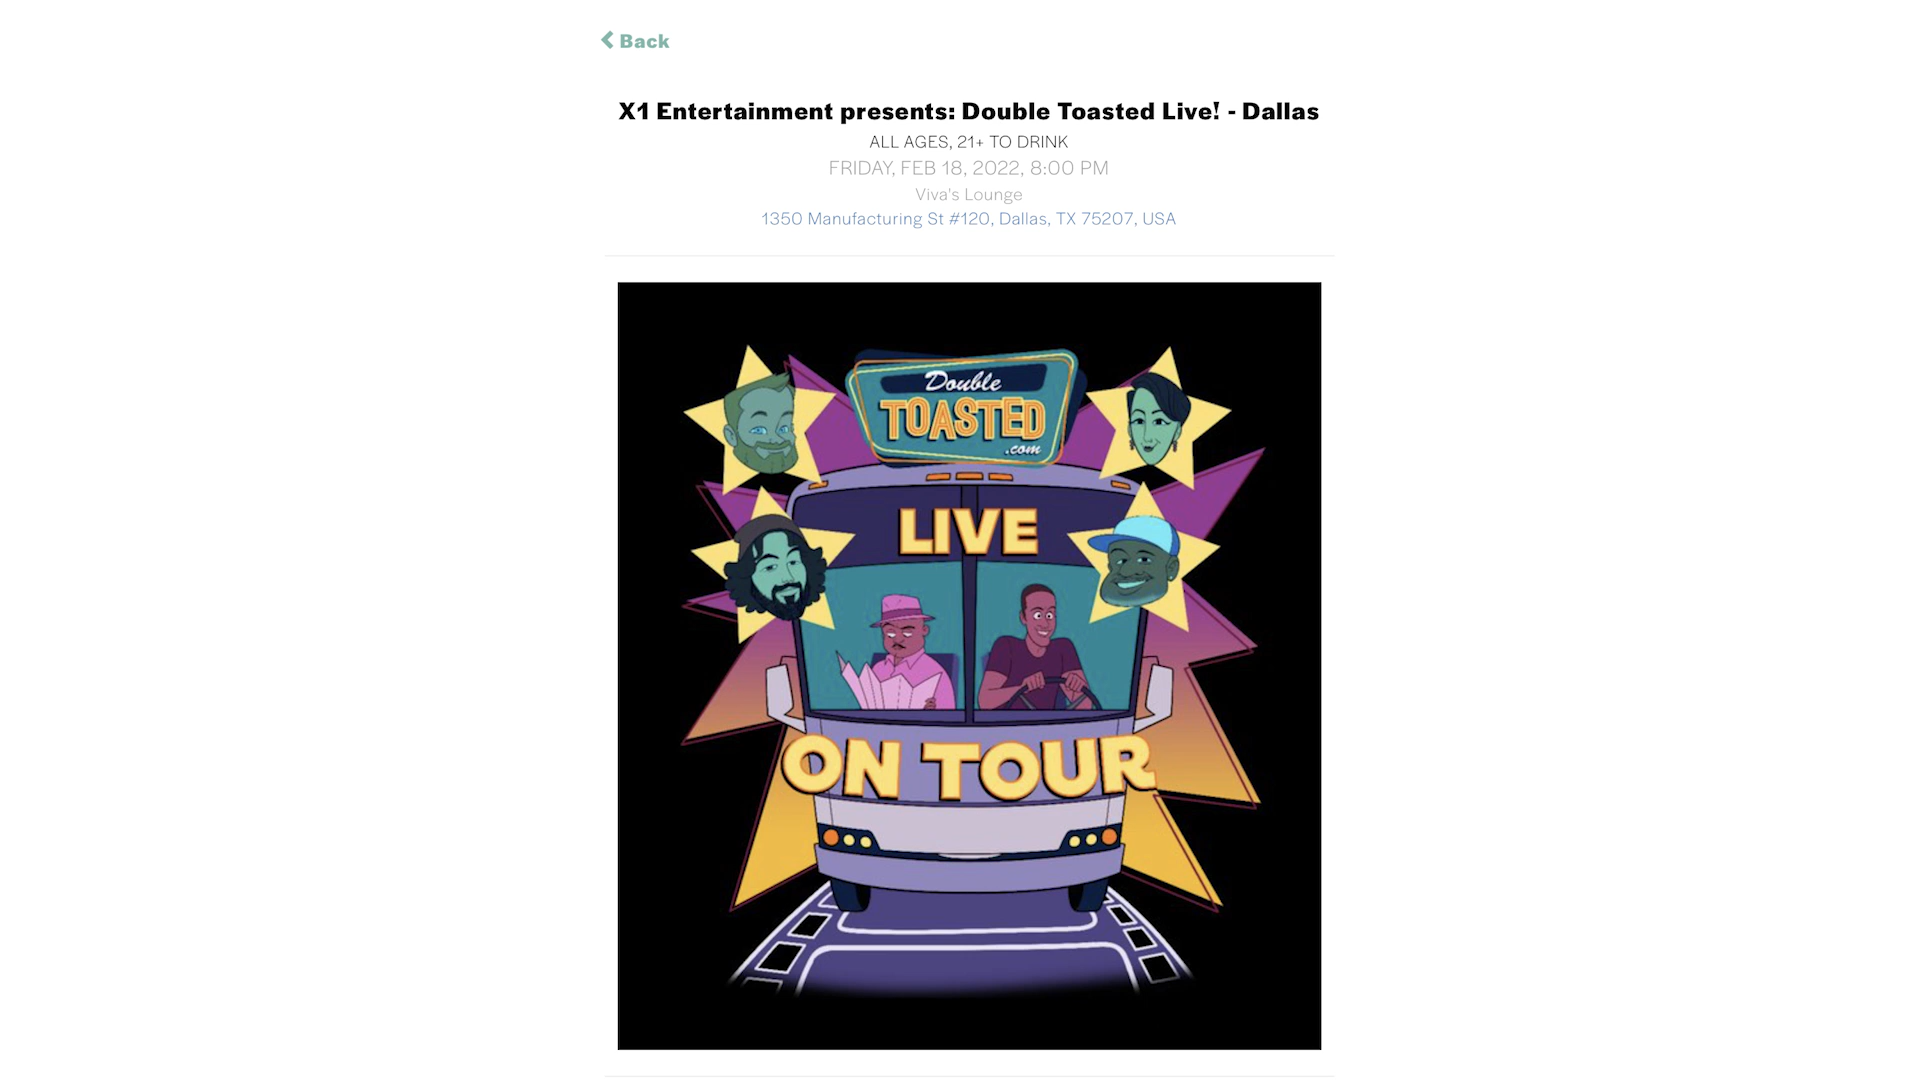 Back
X1 Entertainment presents: Double Toasted Live! - Dallas
ALL AGES, 21+ TO DRINK
FRIDAY, FEB 18, 2022, 8:00 PM
Viva's Lounge
1350 Manufacturing St #120, Dallas, TX 75207, USA
Double
TOASTED
.com
LIVE
ON TOUR